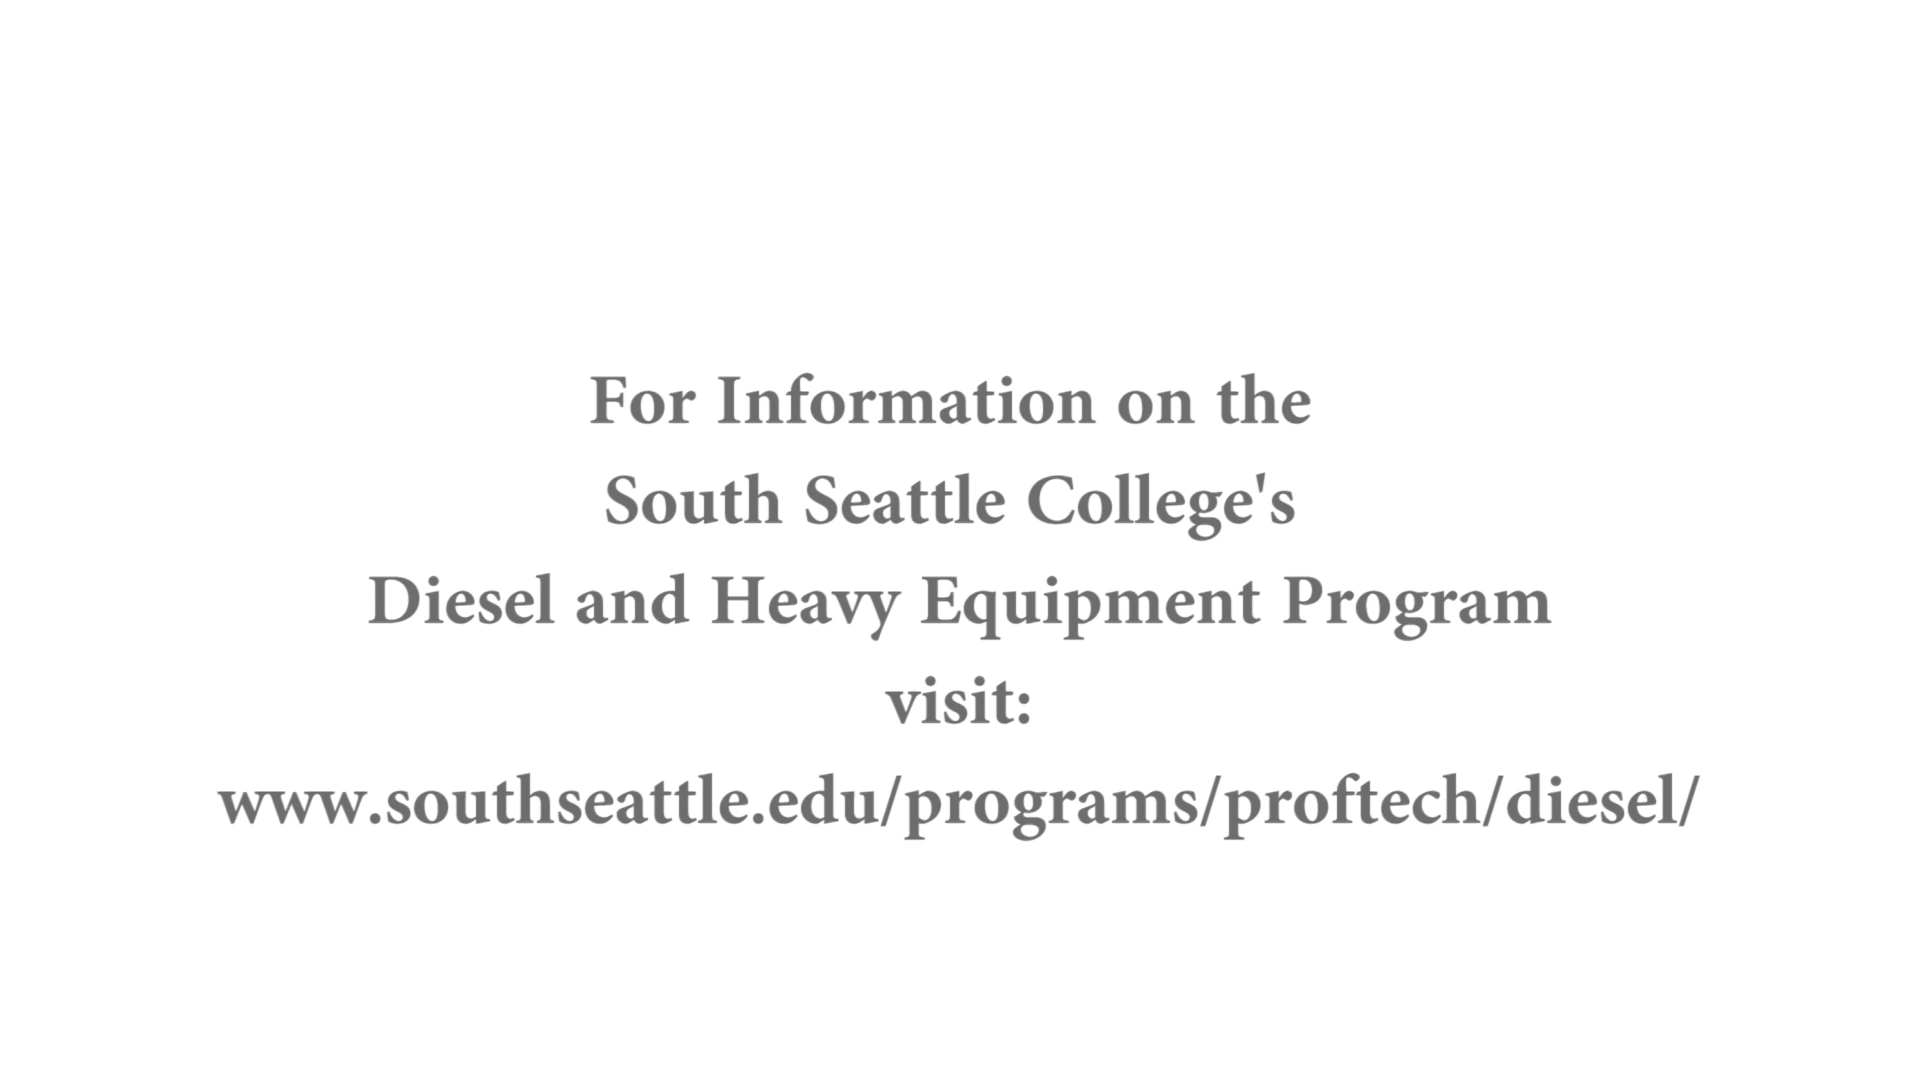 For Information on the
South Seattle College's
Diesel and Heavy Equipment Program
visit:
www.southseattle.edu/programs/proftech/diesel/